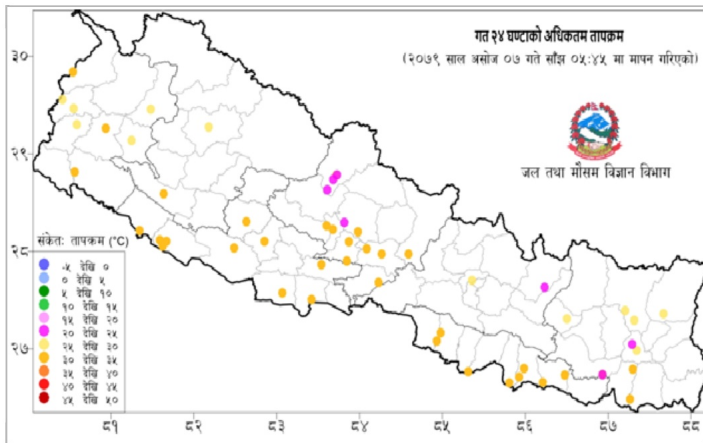 गत २४ घण्टाको अधिकतम तापक्रम
(२०७९ साल असोज ०७ गते साँझ ०५:४५ मा मापन गरिएको)
जल तथा मौसम विज्ञान विभाग
३०
२९
२८
२७
संकेत: तापक्रम (°C)
-५ देखि ०
० देखि ५
५ देखि १०
१० देखि १५
१५ देखि २०
२० देखि २५
२५ देखि ३०
३० देखि ३५
३५ देखि ४०
४० देखि ४५
४५ देखि ५०
८१ ८२ ८३ ८४ ८५ ८६ ८७ ८८